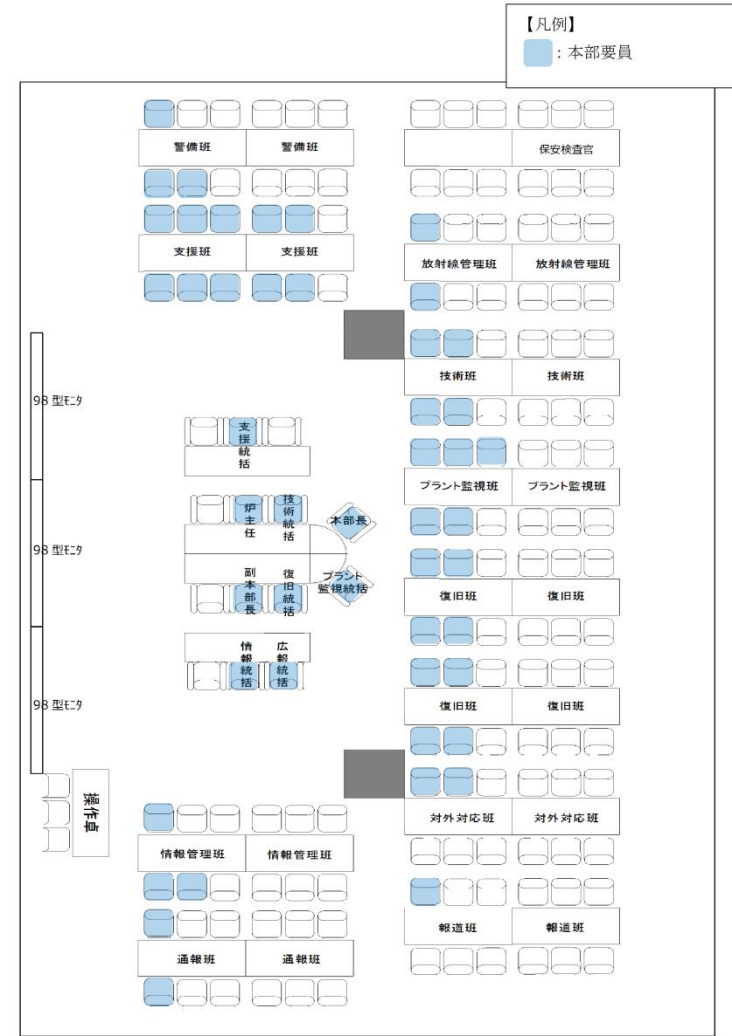 【凡例】
：本部要員
警備班
警備班
保安検査官
支援班
支援班
放射線管理班
放射線管理班
98型ﾓﾆﾀ
技術班
技術班
支援統括
プラント監視班
プラント監視班
炉主任
技術統括
本部長
98型ﾓﾆﾀ
副本部長
復旧統括
プラント
監視統括
復旧班
復旧班
情報統括
広報統括
98型ﾓﾆﾀ
復旧班
復旧班
操作卓
対外対応班
対外対応班
情報管理班
情報管理班
報道班
報道班
通報班
通報班